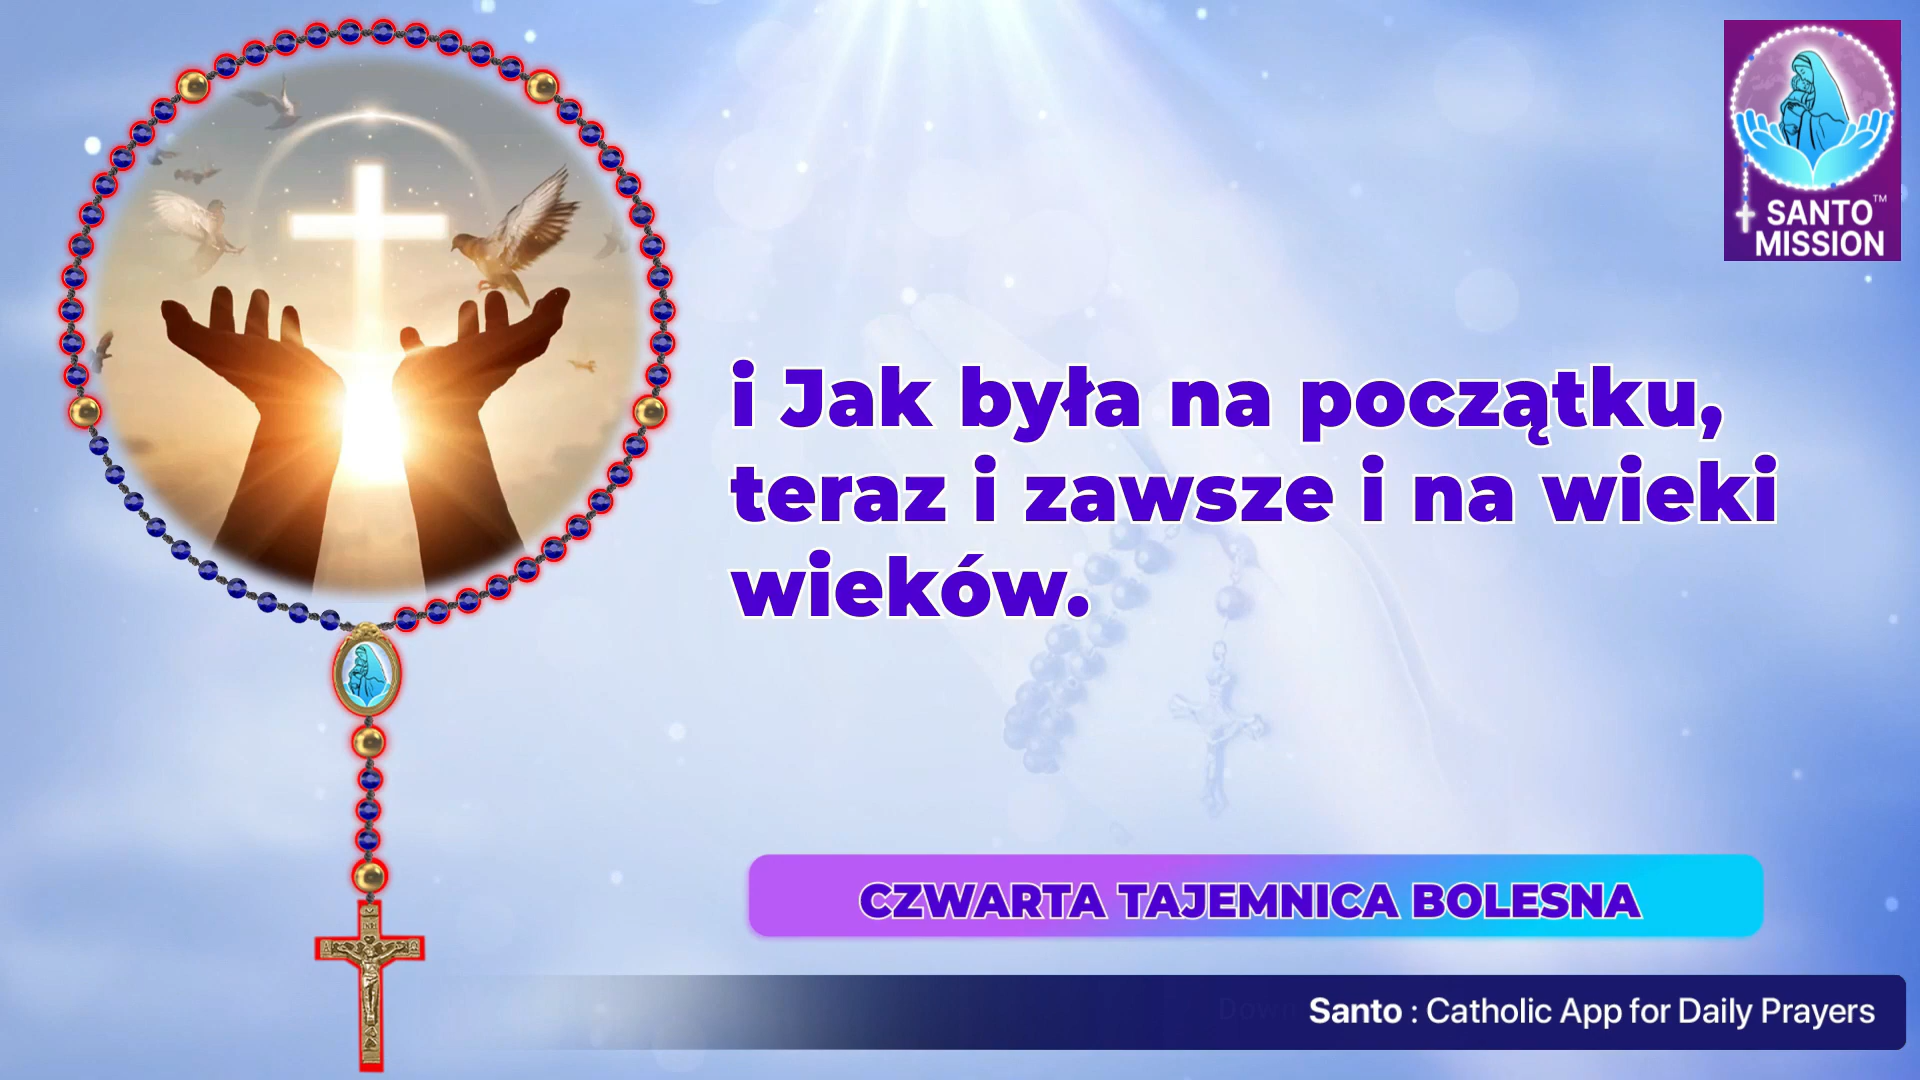 SANTO™
MISSION
i Jak była na początku,
teraz i zawsze i na wieki
wieków.
CZWARTA TAJEMNICA BOLESNA
Santo : Catholic App for Daily Prayers